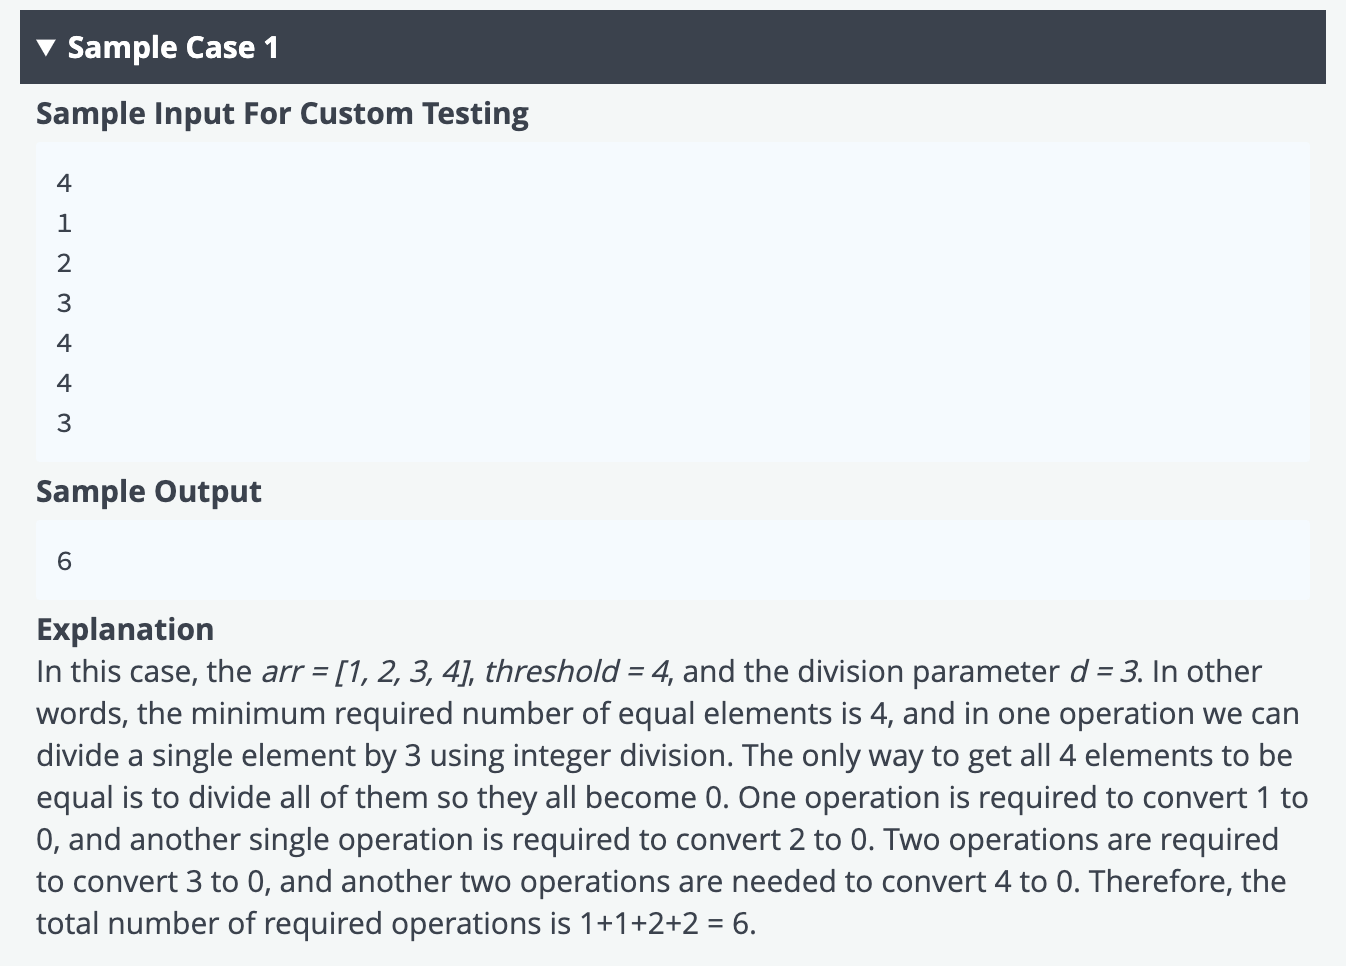 ▼ Sample Case 1
Sample Input For Custom Testing
4
1
2
3
4
4
3
Sample Output
6
Explanation
In this case, the arr = [1, 2, 3, 4], threshold = 4, and the division parameter d = 3. In other
words, the minimum required number of equal elements is 4, and in one operation we can
divide a single element by 3 using integer division. The only way to get all 4 elements to be
equal is to divide all of them so they all become 0. One operation is required to convert 1 to
0, and another single operation is required to convert 2 to 0. Two operations are required
to convert 3 to 0, and another two operations are needed to convert 4 to 0. Therefore, the
total number of required operations is 1+1+2+2 = 6.